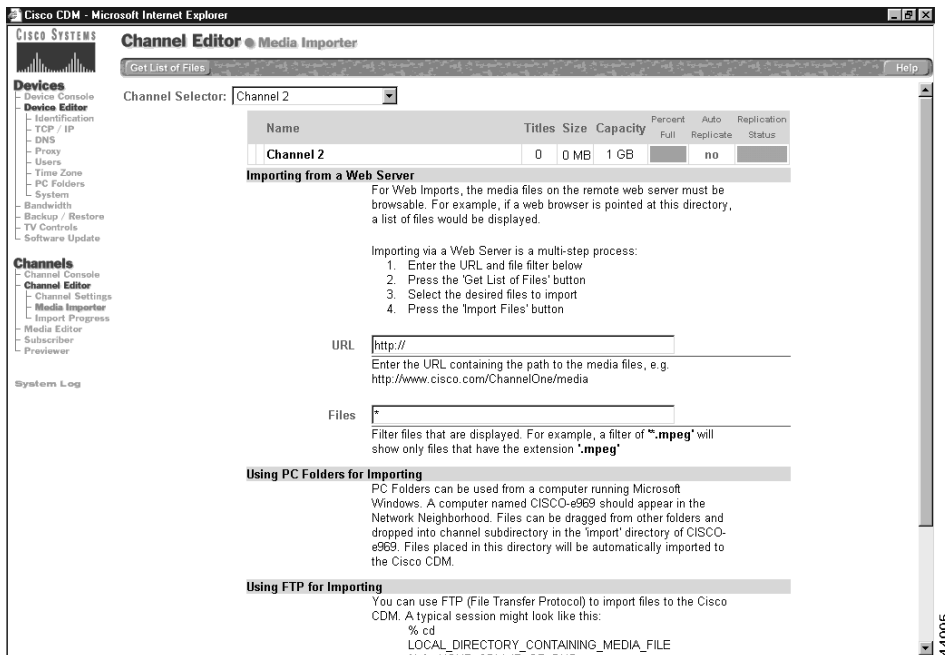 Cisco CDM - Microsoft Internet Explorer
CISCO SYSTEMS
Channel Editor Media Importer
Get List of Files
Help
Devices
Device Console
Device Editor
Identification
TCP / IP
DNS
Proxy
Users
Time Zone
PC Folders
System
Bandwidth
Backup / Restore
TV Controls
Software Update
Channels
Channel Console
Channel Editor
Channel Settings
Media Importer
Import Progress
Media Editor
Subscriber
Previewer
System Log
Channel Selector: Channel 2
Name Titles Size Capacity Percent Full Auto Replicate Replication Status
Channel 2 0 0 MB 1 GB no
Importing from a Web Server
For Web Imports, the media files on the remote web server must be
browsable. For example, if a web browser is pointed at this directory,
a list of files would be displayed.
Importing via a Web Server is a multi-step process:
1. Enter the URL and file filter below
2. Press the 'Get List of Files' button
3. Select the desired files to import
4. Press the 'Import Files' button
URL http://
Enter the URL containing the path to the media files, e.g.
http://www.cisco.com/ChannelOne/media
Files *
Filter files that are displayed. For example, a filter of '*.mpeg' will
show only files that have the extension '.mpeg'
Using PC Folders for Importing
PC Folders can be used from a computer running Microsoft
Windows. A computer named CISCO-e969 should appear in the
Network Neighborhood. Files can be dragged from other folders and
dropped into channel subdirectory in the 'import' directory of CISCO-
e969. Files placed in this directory will be automatically imported to
the Cisco CDM.
Using FTP for Importing
You can use FTP (File Transfer Protocol) to import files to the Cisco
CDM. A typical session might look like this:
% cd
LOCAL_DIRECTORY_CONTAINING_MEDIA_FILE